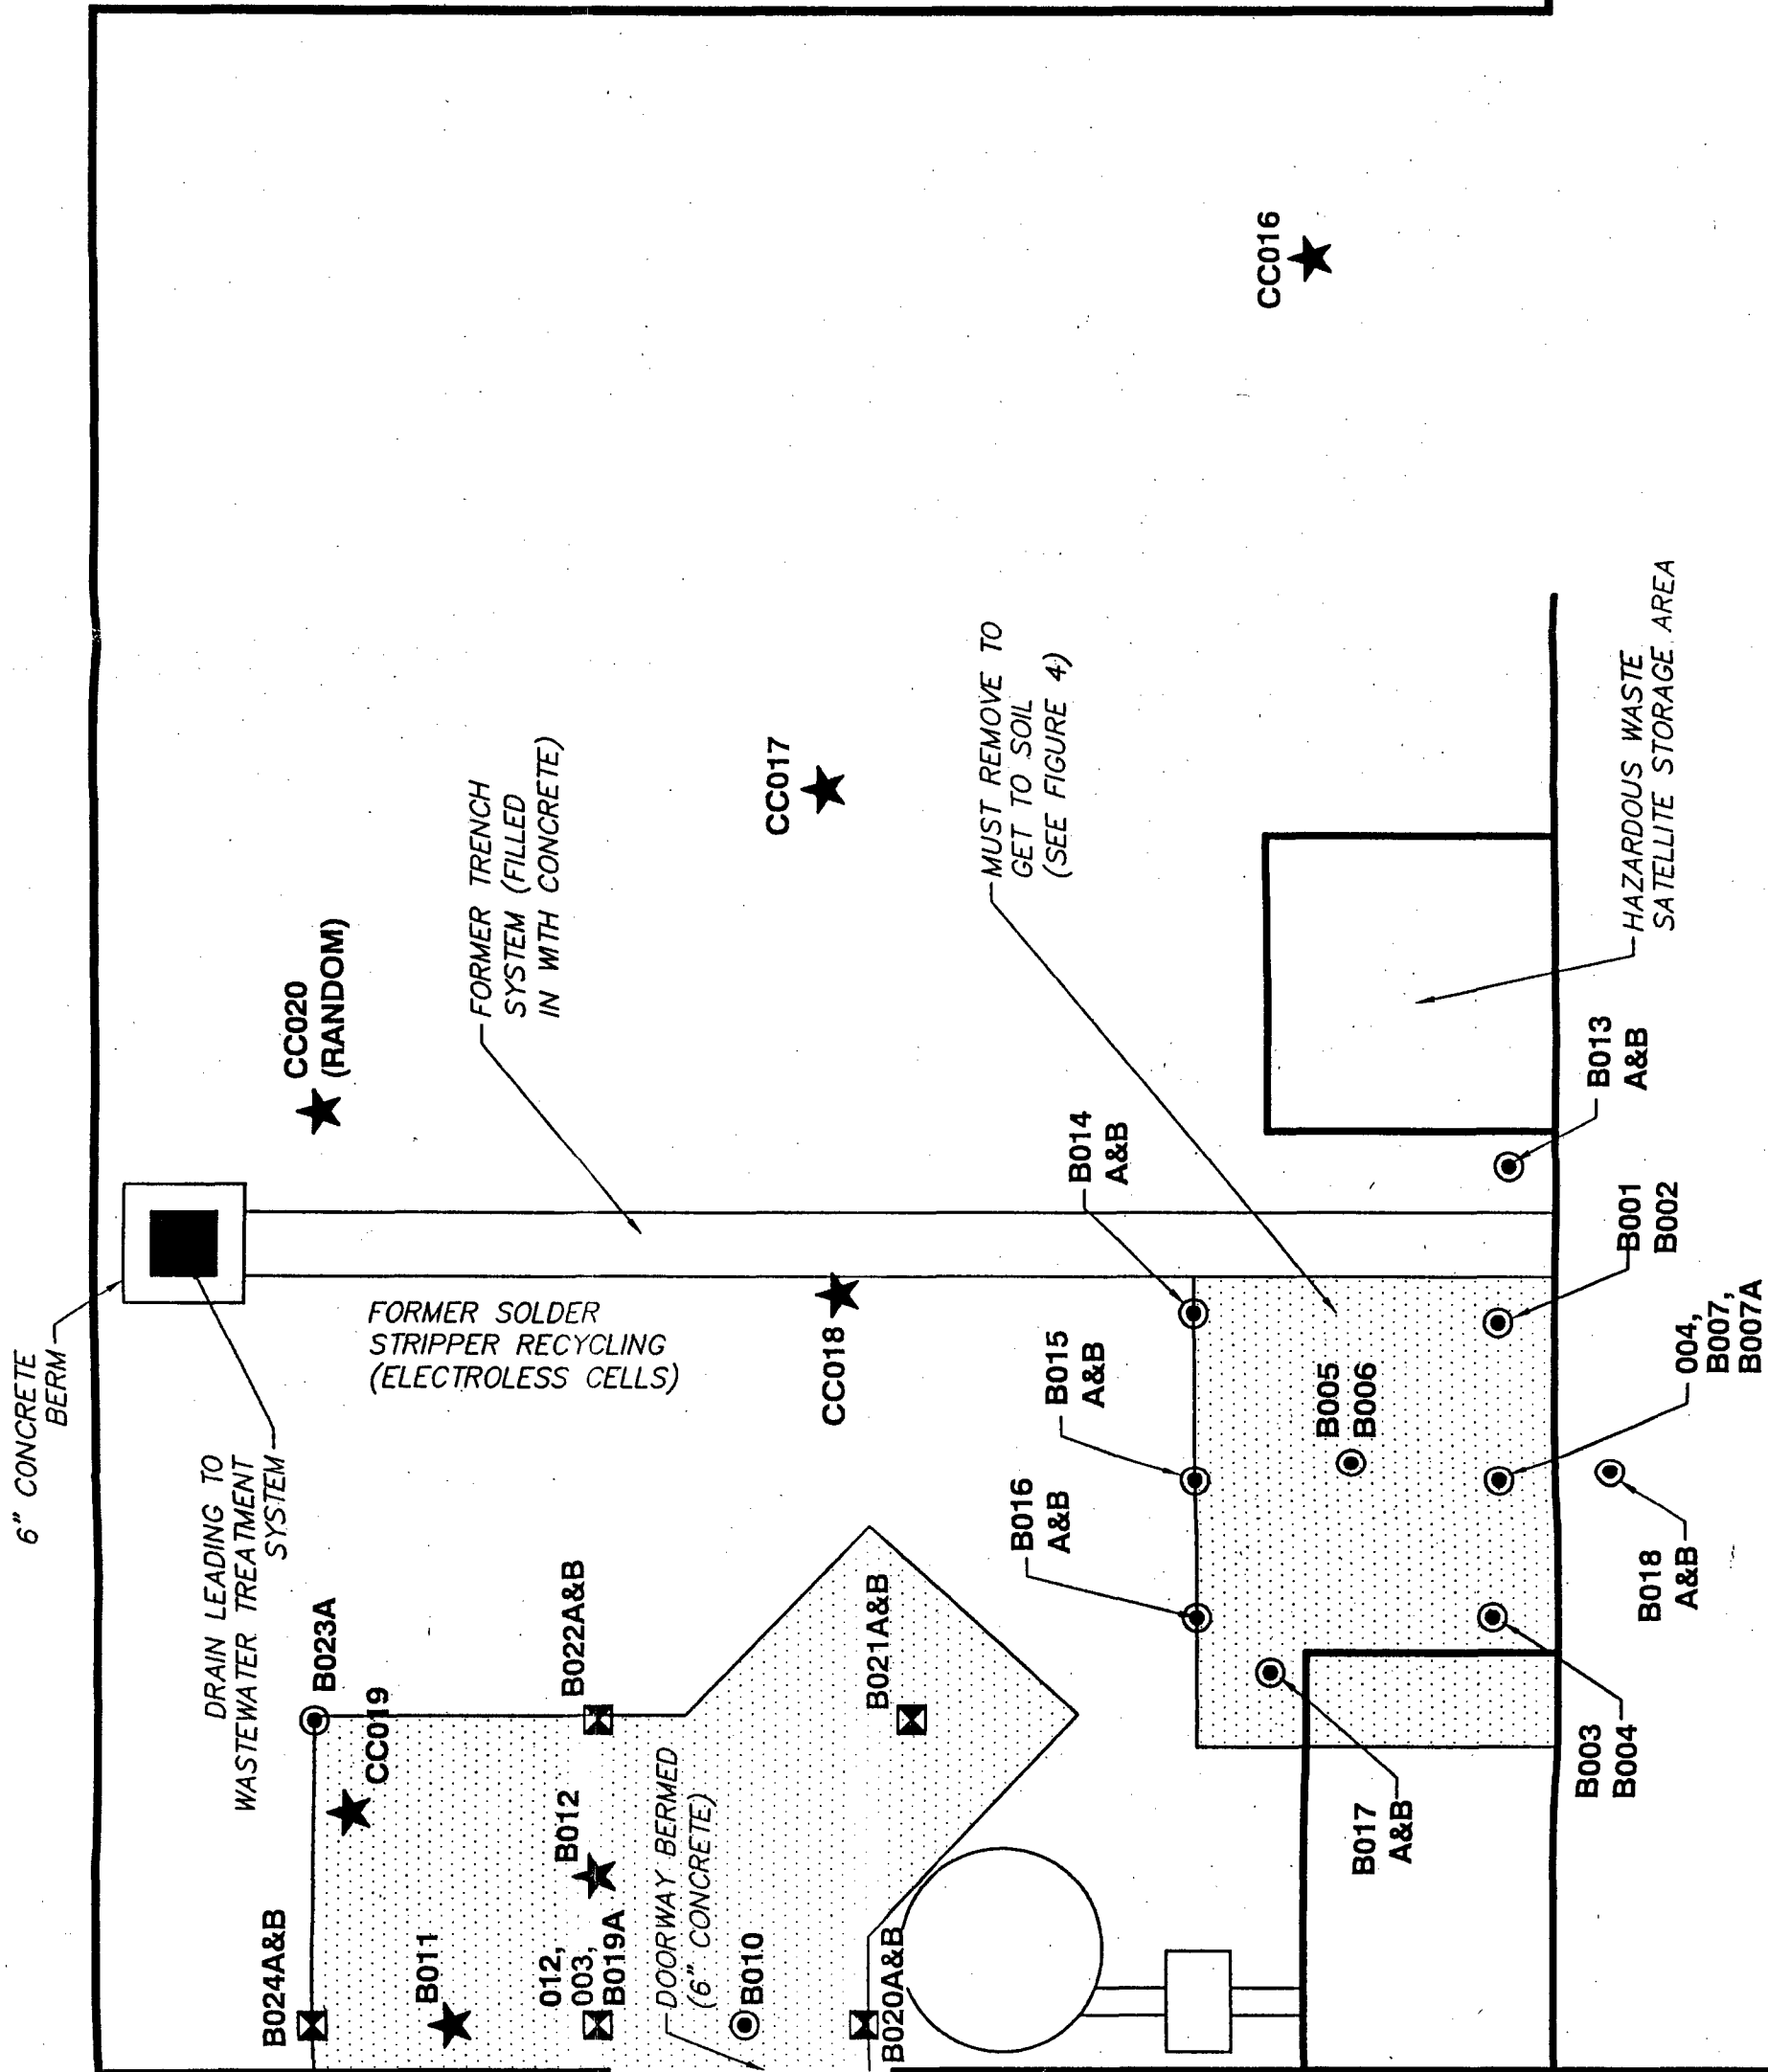 6" CONCRETE
BERM
DRAIN LEADING TO
WASTEWATER TREATMENT
SYSTEM
FORMER SOLDER
STRIPPER RECYCLING
(ELECTROLESS CELLS)
CC020
(RANDOM)
FORMER TRENCH
SYSTEM (FILLED
IN WITH CONCRETE)
CC017
CC016
MUST REMOVE TO
GET TO SOIL
(SEE FIGURE 4)
HAZARDOUS WASTE
SATELLITE STORAGE AREA
B024A&B
B011
012,
003,
B019A
B012
CC019
B023A
B022A&B
DOORWAY BERMED
(6" CONCRETE)
B010
B020A&B
B021A&B
CC018
B016
A&B
B015
A&B
B014
A&B
B005
B006
B013
A&B
B017
A&B
B003
B004
B018
A&B
004,
B007,
B007A
B001
B002